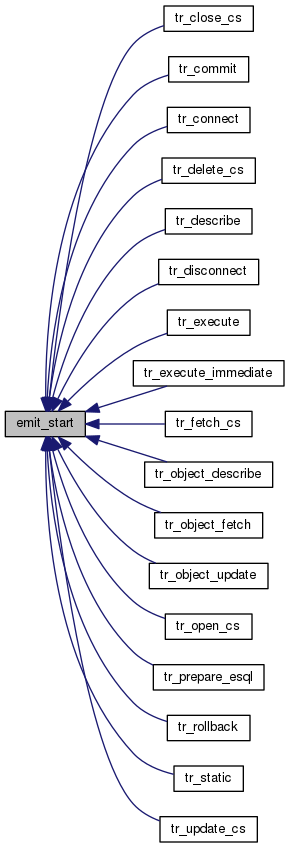 tr_close_cs
tr_commit
tr_connect
tr_delete_cs
tr_describe
tr_disconnect
tr_execute
tr_execute_immediate
emit_start
tr_fetch_cs
tr_object_describe
tr_object_fetch
tr_object_update
tr_open_cs
tr_prepare_esql
tr_rollback
tr_static
tr_update_cs